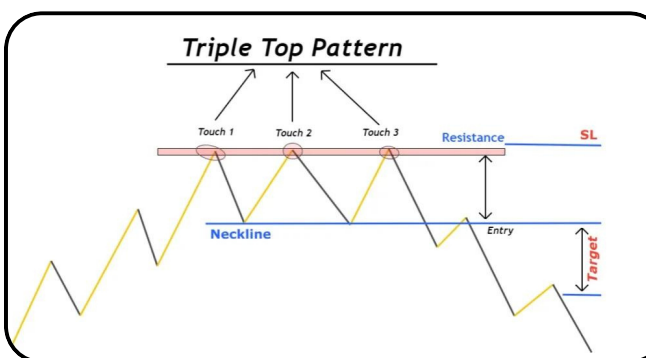 Triple Top Pattern
Touch 1
Touch 2
Touch 3
Resistance
SL
Neckline
Entry
Target